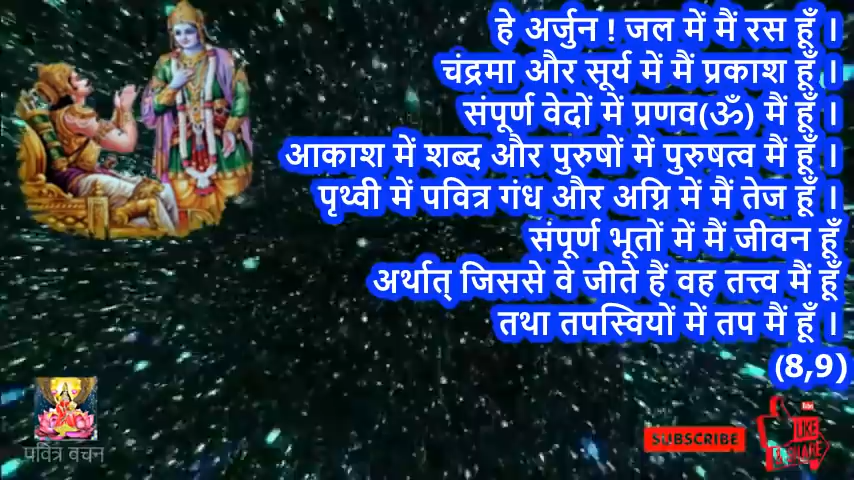 हे अर्जुन ! जल में मैं रस हूँ ।
चंद्रमा और सूर्य में मैं प्रकाश हूँ ।
संपूर्ण वेदों में प्रणव(ॐ) मैं हूँ ।
आकाश में शब्द और पुरुषों में पुरुषत्व मैं हूँ ।
पृथ्वी में पवित्र गंध और अग्नि में मैं तेज हूँ ।
संपूर्ण भूतों में मैं जीवन हूँ
अर्थात् जिससे वे जीते हैं वह तत्त्व मैं हूँ
तथा तपस्वियों में तप मैं हूँ ।
(8,9)
पवित्र बचन
SUBSCRIBE
LIKE
& SHARE